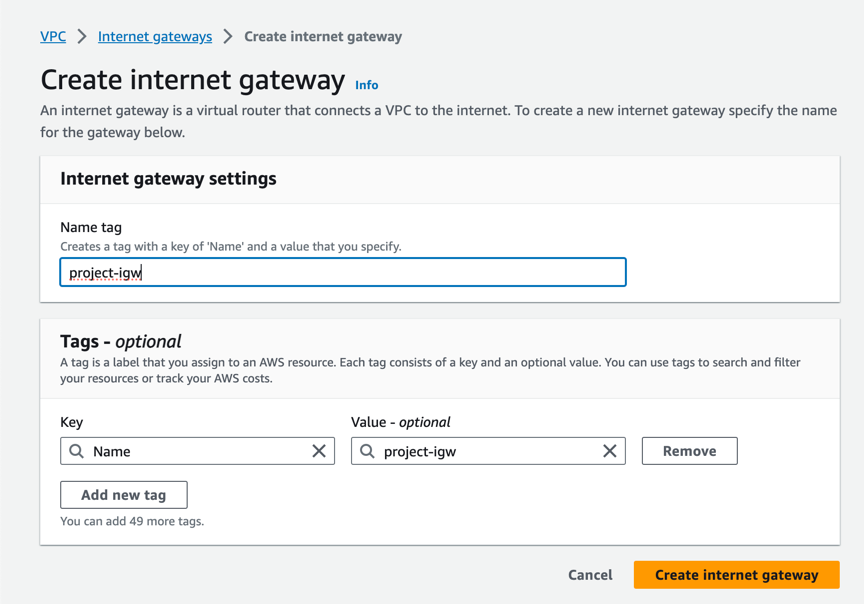 VPC > Internet gateways > Create internet gateway
Create internet gateway Info
An internet gateway is a virtual router that connects a VPC to the internet. To create a new internet gateway specify the name
for the gateway below.
Internet gateway settings
Name tag
Creates a tag with a key of 'Name' and a value that you specify.
project-igw
Tags - optional
A tag is a label that you assign to an AWS resource. Each tag consists of a key and an optional value. You can use tags to search and filter
your resources or track your AWS costs.
Key Value - optional
Name project-igw Remove
Add new tag
You can add 49 more tags.
Cancel Create internet gateway